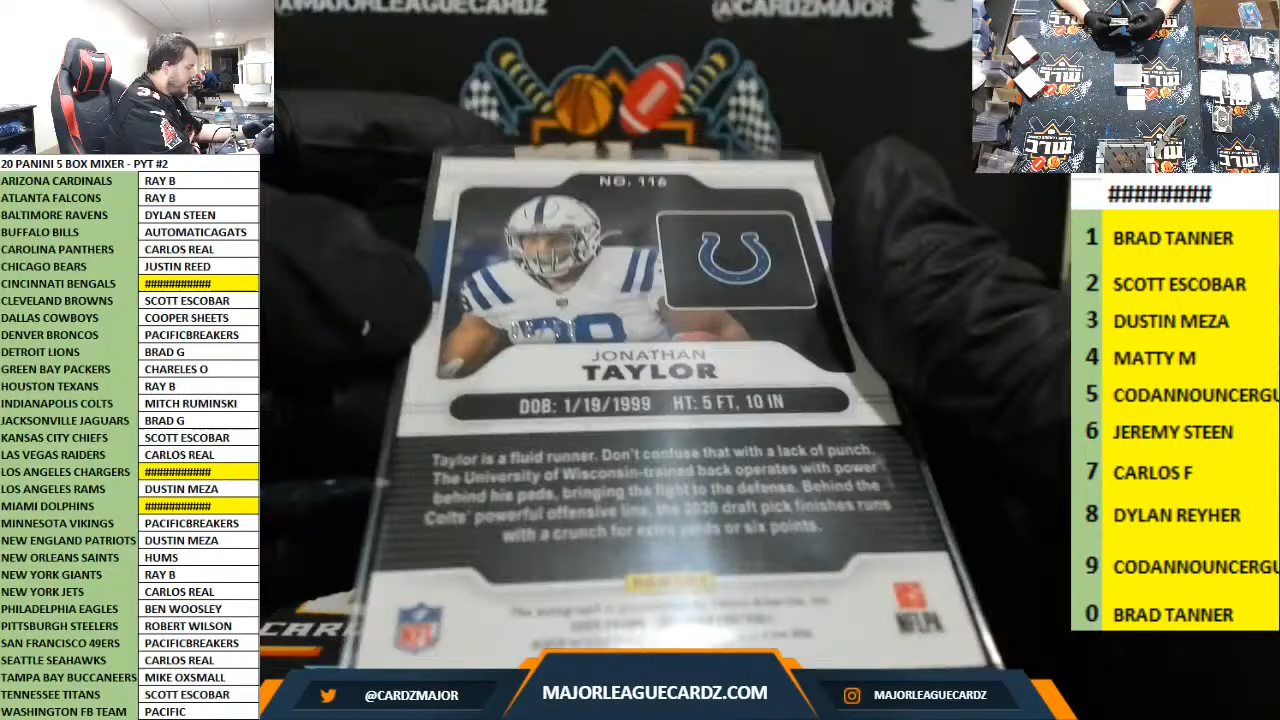 @MAJORLEAGUECARDZ
@CARDZMAJOR
20 PANINI 5 BOX MIXER - PYT #2
ARIZONA CARDINALS RAY B
ATLANTA FALCONS RAY B
BALTIMORE RAVENS DYLAN STEEN
BUFFALO BILLS AUTOMATICAGATS
CAROLINA PANTHERS CARLOS REAL
CHICAGO BEARS JUSTIN REED
CINCINNATI BENGALS ###########
CLEVELAND BROWNS SCOTT ESCOBAR
DALLAS COWBOYS COOPER SHEETS
DENVER BRONCOS PACIFICBREAKERS
DETROIT LIONS BRAD G
GREEN BAY PACKERS CHARELES O
HOUSTON TEXANS RAY B
INDIANAPOLIS COLTS MITCH RUMINSKI
JACKSONVILLE JAGUARS BRAD G
KANSAS CITY CHIEFS SCOTT ESCOBAR
LAS VEGAS RAIDERS CARLOS REAL
LOS ANGELES CHARGERS ###########
LOS ANGELES RAMS DUSTIN MEZA
MIAMI DOLPHINS ###########
MINNESOTA VIKINGS PACIFICBREAKERS
NEW ENGLAND PATRIOTS DUSTIN MEZA
NEW ORLEANS SAINTS HUMS
NEW YORK GIANTS RAY B
NEW YORK JETS CARLOS REAL
PHILADELPHIA EAGLES BEN WOOSLEY
PITTSBURGH STEELERS ROBERT WILSON
SAN FRANCISCO 49ERS PACIFICBREAKERS
SEATTLE SEAHAWKS CARLOS REAL
TAMPA BAY BUCCANEERS MIKE OXSMALL
TENNESSEE TITANS SCOTT ESCOBAR
WASHINGTON FB TEAM PACIFIC
NO. 116
JONATHAN
TAYLOR
DOB: 1/19/1999 HT: 5 FT, 10 IN
Taylor is a fluid runner. Don't confuse that with a lack of punch.
The University of Wisconsin-trained back operates with power
behind his pads, bringing the fight to the defense. Behind the
Colts' powerful offensive line, the 2020 draft pick finishes runs
with a crunch for extra yards or six points.
PANINI
The autograph is
NFL
NFLPA
@CARDZMAJOR
MAJORLEAGUECARDZ.COM
MAJORLEAGUECARDZ
########
1 BRAD TANNER
2 SCOTT ESCOBAR
3 DUSTIN MEZA
4 MATTY M
5 CODANNOUNCERGU
6 JEREMY STEEN
7 CARLOS F
8 DYLAN REYHER
9 CODANNOUNCERGU
0 BRAD TANNER